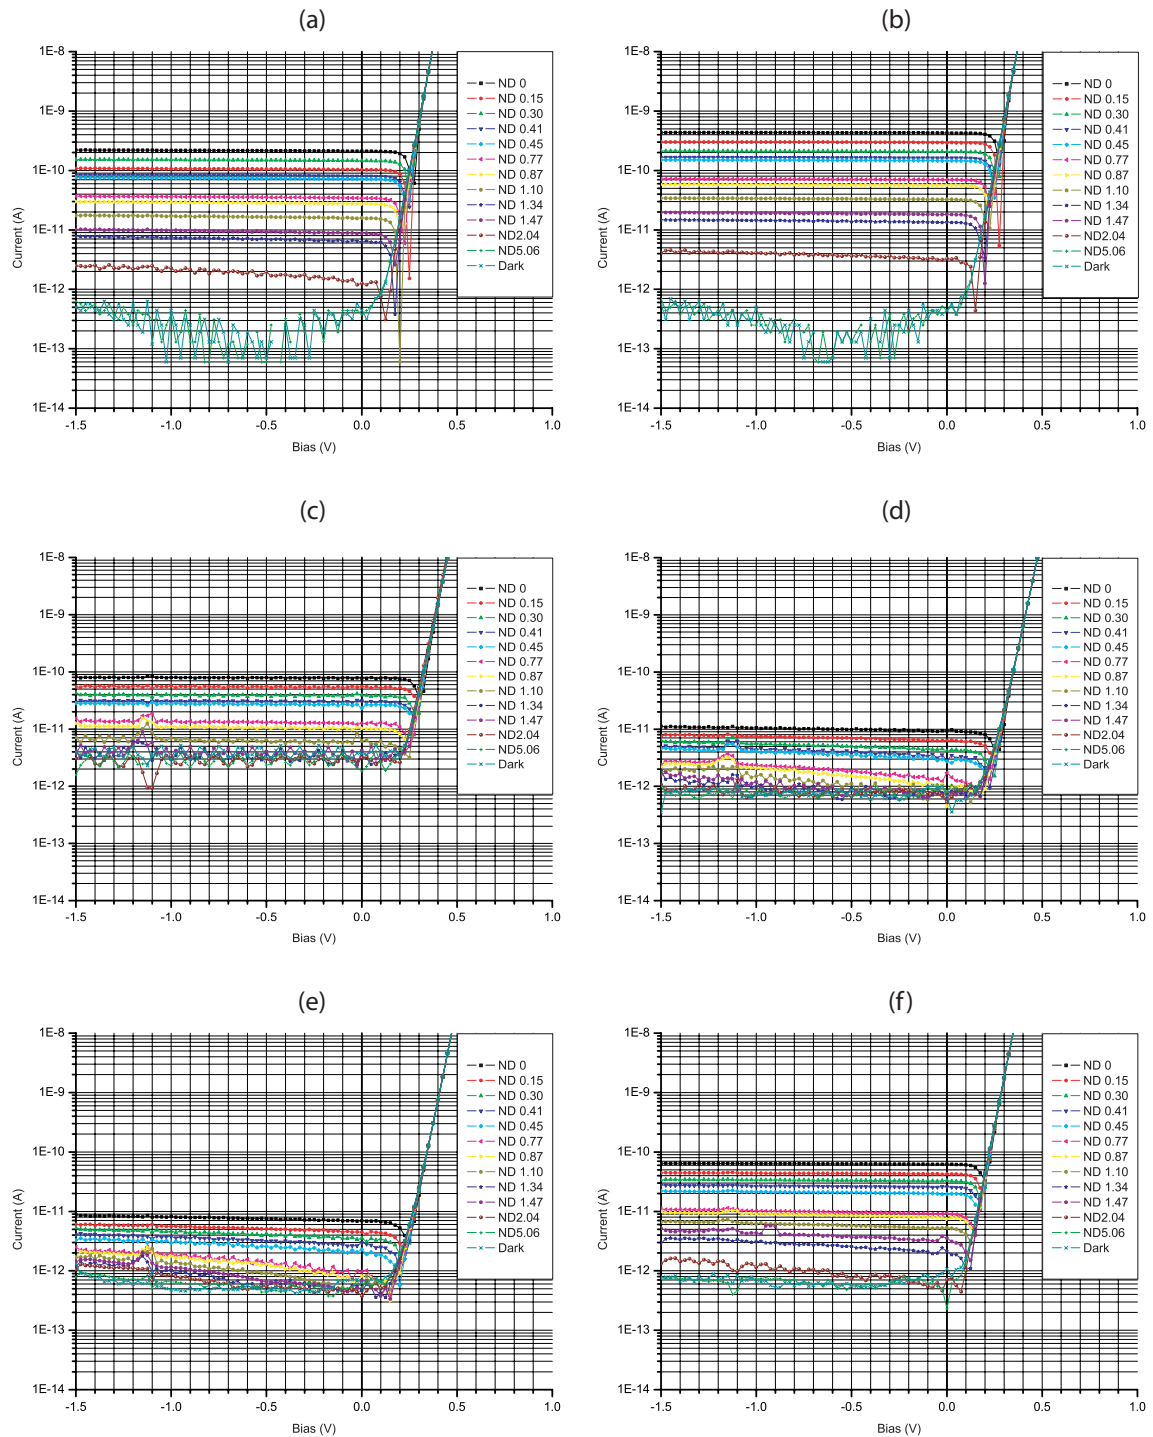 (a)
1E-8
1E-9
1E-10
1E-11
1E-12
1E-13
1E-14
Current (A)
-1.5 -1.0 -0.5 0.0 0.5 1.0
Bias (V)
ND 0
ND 0.15
ND 0.30
ND 0.41
ND 0.45
ND 0.77
ND 0.87
ND 1.10
ND 1.34
ND 1.47
ND2.04
ND5.06
Dark
(b)
1E-8
1E-9
1E-10
1E-11
1E-12
1E-13
1E-14
Current (A)
-1.5 -1.0 -0.5 0.0 0.5 1.0
Bias (V)
ND 0
ND 0.15
ND 0.30
ND 0.41
ND 0.45
ND 0.77
ND 0.87
ND 1.10
ND 1.34
ND 1.47
ND2.04
ND5.06
Dark
(c)
1E-8
1E-9
1E-10
1E-11
1E-12
1E-13
1E-14
Current (A)
-1.5 -1.0 -0.5 0.0 0.5 1.0
Bias (V)
ND 0
ND 0.15
ND 0.30
ND 0.41
ND 0.45
ND 0.77
ND 0.87
ND 1.10
ND 1.34
ND 1.47
ND2.04
ND5.06
Dark
(d)
1E-8
1E-9
1E-10
1E-11
1E-12
1E-13
1E-14
Current (A)
-1.5 -1.0 -0.5 0.0 0.5 1.0
Bias (V)
ND 0
ND 0.15
ND 0.30
ND 0.41
ND 0.45
ND 0.77
ND 0.87
ND 1.10
ND 1.34
ND 1.47
ND2.04
ND5.06
Dark
(e)
1E-8
1E-9
1E-10
1E-11
1E-12
1E-13
1E-14
Current (A)
-1.5 -1.0 -0.5 0.0 0.5 1.0
Bias (V)
ND 0
ND 0.15
ND 0.30
ND 0.41
ND 0.45
ND 0.77
ND 0.87
ND 1.10
ND 1.34
ND 1.47
ND2.04
ND5.06
Dark
(f)
1E-8
1E-9
1E-10
1E-11
1E-12
1E-13
1E-14
Current (A)
-1.5 -1.0 -0.5 0.0 0.5 1.0
Bias (V)
ND 0
ND 0.15
ND 0.30
ND 0.41
ND 0.45
ND 0.77
ND 0.87
ND 1.10
ND 1.34
ND 1.47
ND2.04
ND5.06
Dark